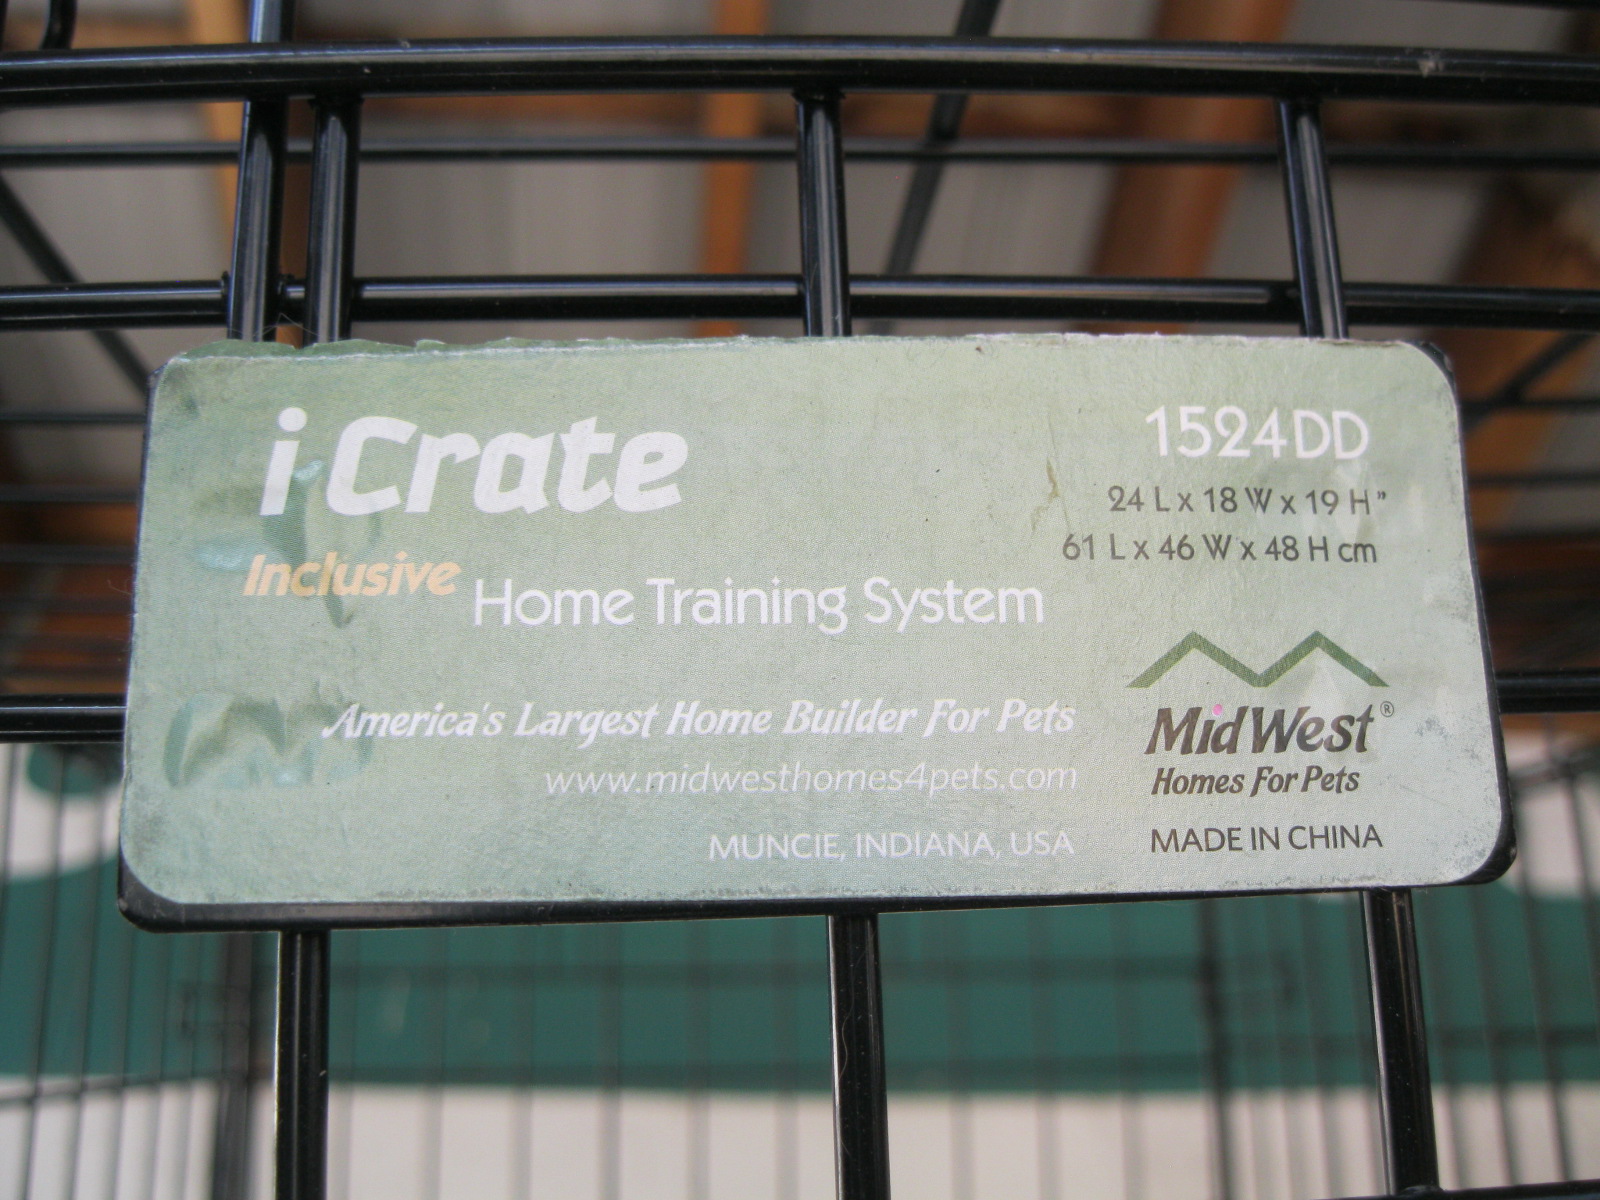 i Crate
Inclusive Home Training System
America's Largest Home Builder For Pets
www.midwesthomes4pets.com
MUNCIE, INDIANA, USA
1524DD
24 L x 18 W x 19 H"
61 L x 46 W x 48 H cm
MidWest®
Homes For Pets
MADE IN CHINA